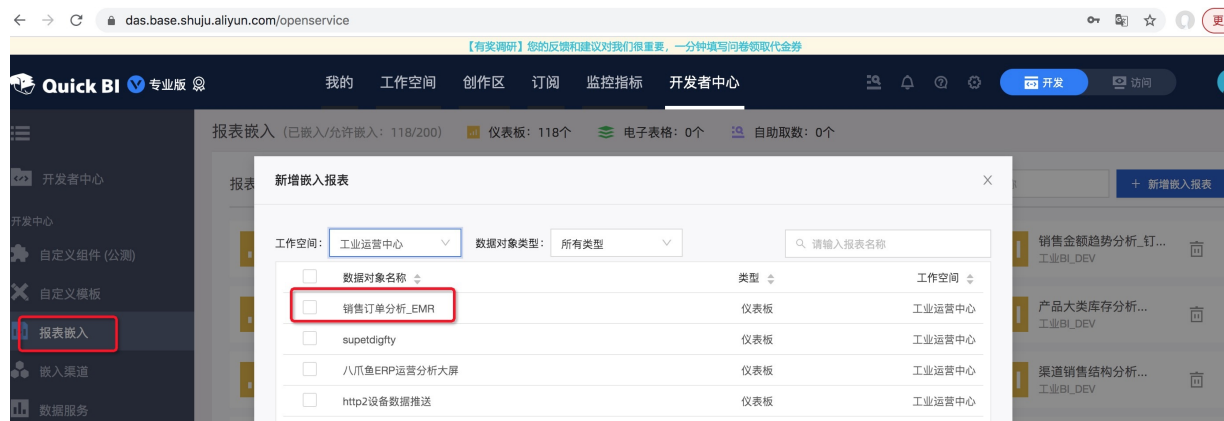 das.base.shuju.aliyun.com/openservice
更
【有奖调研】您的反馈和建议对我们很重要，一分钟填写问卷领取代金券
Quick BI 专业版 我的 工作空间 创作区 订阅 监控指标 开发者中心 开发 访问
报表嵌入 (已嵌入/允许嵌入：118/200) 仪表板：118个 电子表格：0个 自助取数：0个
开发者中心
报表
新增嵌入报表
+ 新增嵌入报表
开发中心
自定义组件 (公测)
自定义模板
报表嵌入
嵌入渠道
数据服务
工作空间： 工业运营中心 数据对象类型： 所有类型 请输入报表名称
数据对象名称 类型 工作空间
销售订单分析_EMR 仪表板 工业运营中心
supetdigfty 仪表板 工业运营中心
八爪鱼ERP运营分析大屏 仪表板 工业运营中心
http2设备数据推送 仪表板 工业运营中心
销售金额趋势分析_钉...
工业BI_DEV
产品大类库存分析...
工业BI_DEV
渠道销售结构分析...
工业BI_DEV